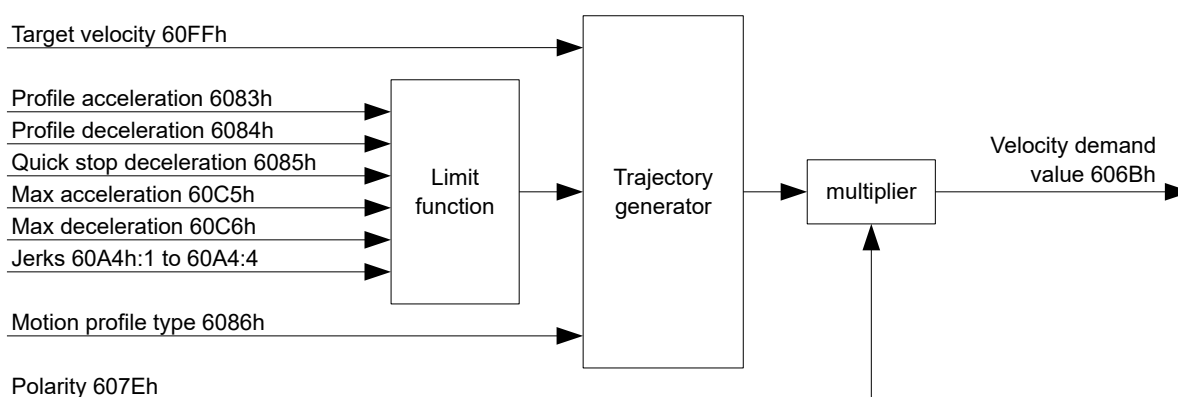 Target velocity 60FFh
Profile acceleration 6083h
Profile deceleration 6084h
Quick stop deceleration 6085h
Max acceleration 60C5h
Max deceleration 60C6h
Jerks 60A4h:1 to 60A4:4
Limit
function
Trajectory
generator
multiplier
Velocity demand
value 606Bh
Motion profile type 6086h
Polarity 607Eh